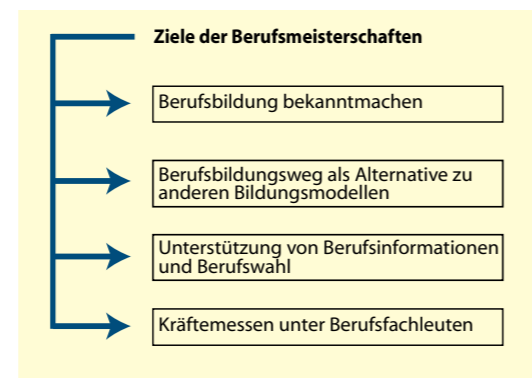 Ziele der Berufsmeisterschaften
Berufsbildung bekanntmachen
Berufsbildungsweg als Alternative zu
anderen Bildungsmodellen
Unterstützung von Berufsinformationen
und Berufswahl
Kräftemessen unter Berufsfachleuten